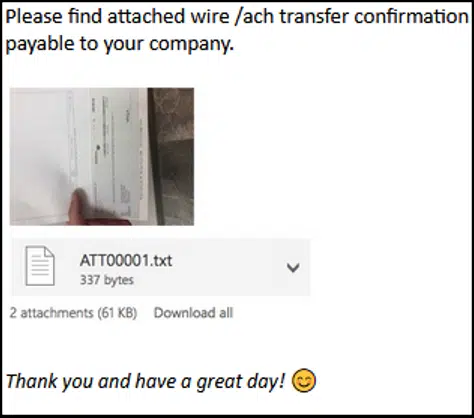 Please find attached wire /ach transfer confirmation
payable to your company.
ATT00001.txt
337 bytes
2 attachments (61 KB) Download all
Thank you and have a great day! 😊